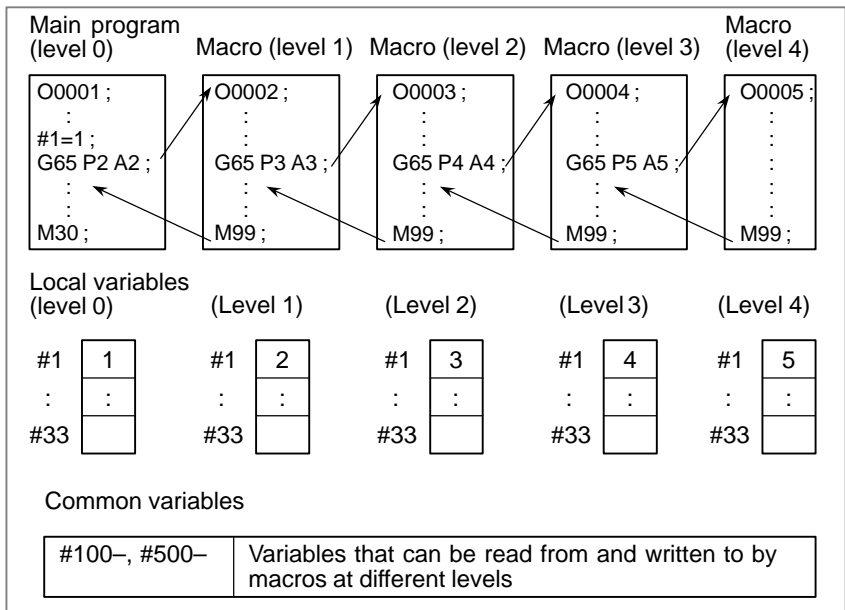 Main program
(level 0)
Macro (level 1)
Macro (level 2)
Macro (level 3)
Macro
(level 4)
O0001 ;
:
#1=1 ;
G65 P2 A2 ;
:
:
M30 ;
O0002 ;
:
:
G65 P3 A3 ;
:
:
M99 ;
O0003 ;
:
:
G65 P4 A4 ;
:
:
M99 ;
O0004 ;
:
:
G65 P5 A5 ;
:
:
M99 ;
O0005 ;
:
:
:
:
:
M99 ;
Local variables
(level 0)
(Level 1)
(Level 2)
(Level 3)
(Level 4)
#1 1 #1 2 #1 3 #1 4 #1 5
: : : : : : : : : :
#33 #33 #33 #33 #33
Common variables
#100–, #500– Variables that can be read from and written to by
macros at different levels